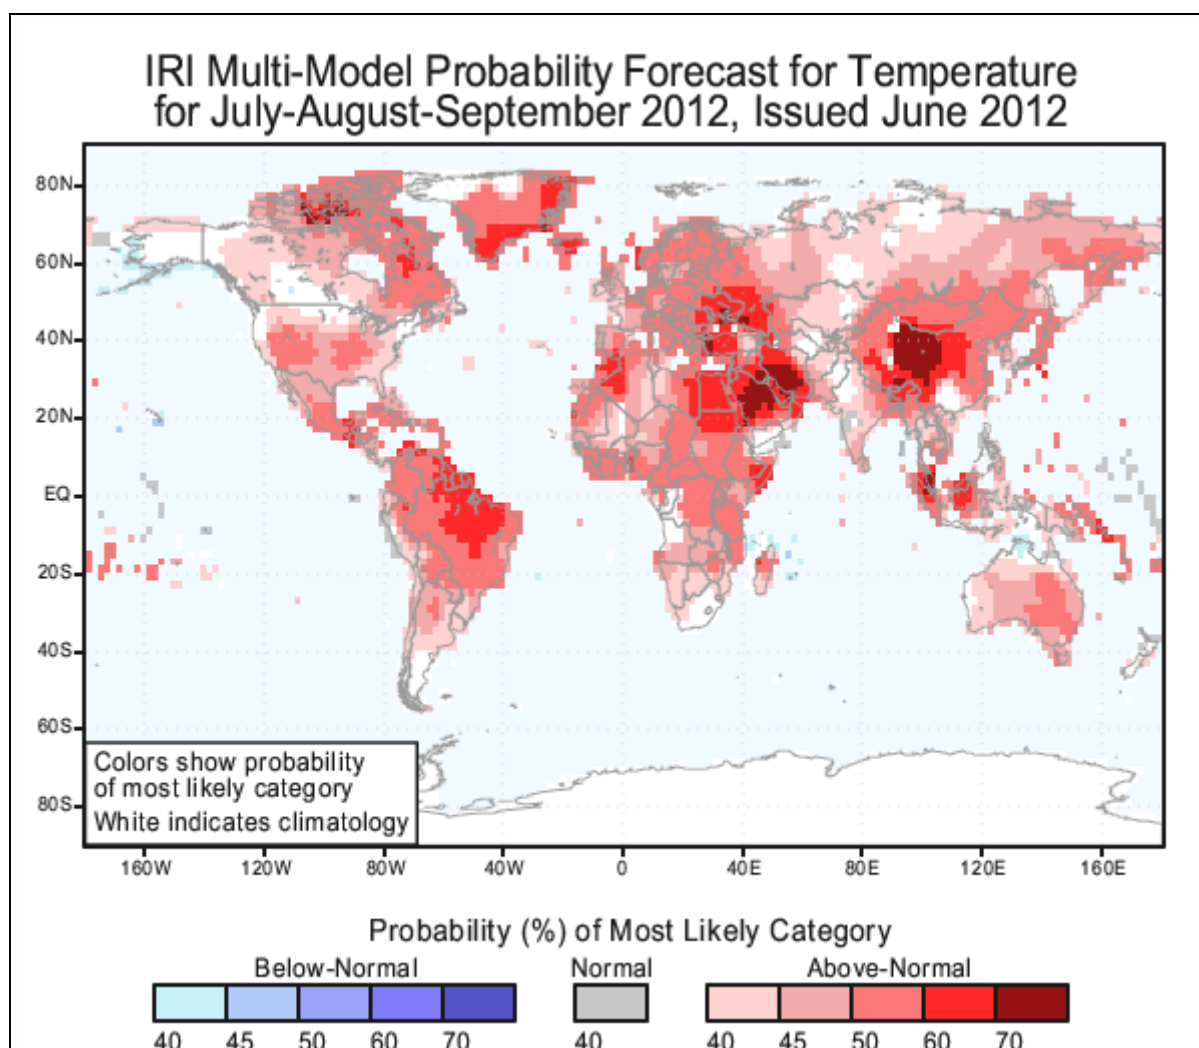 IRI Multi-Model Probability Forecast for Temperature
for July-August-September 2012, Issued June 2012
80N
60N
40N
20N
EQ
20S
40S
60S
80S
Colors show probability
of most likely category
White indicates climatology
160W 120W 80W 40W 0 40E 80E 120E 160E
Probability (%) of Most Likely Category
Below-Normal Normal Above-Normal
40 45 50 60 70 40 40 45 50 60 70